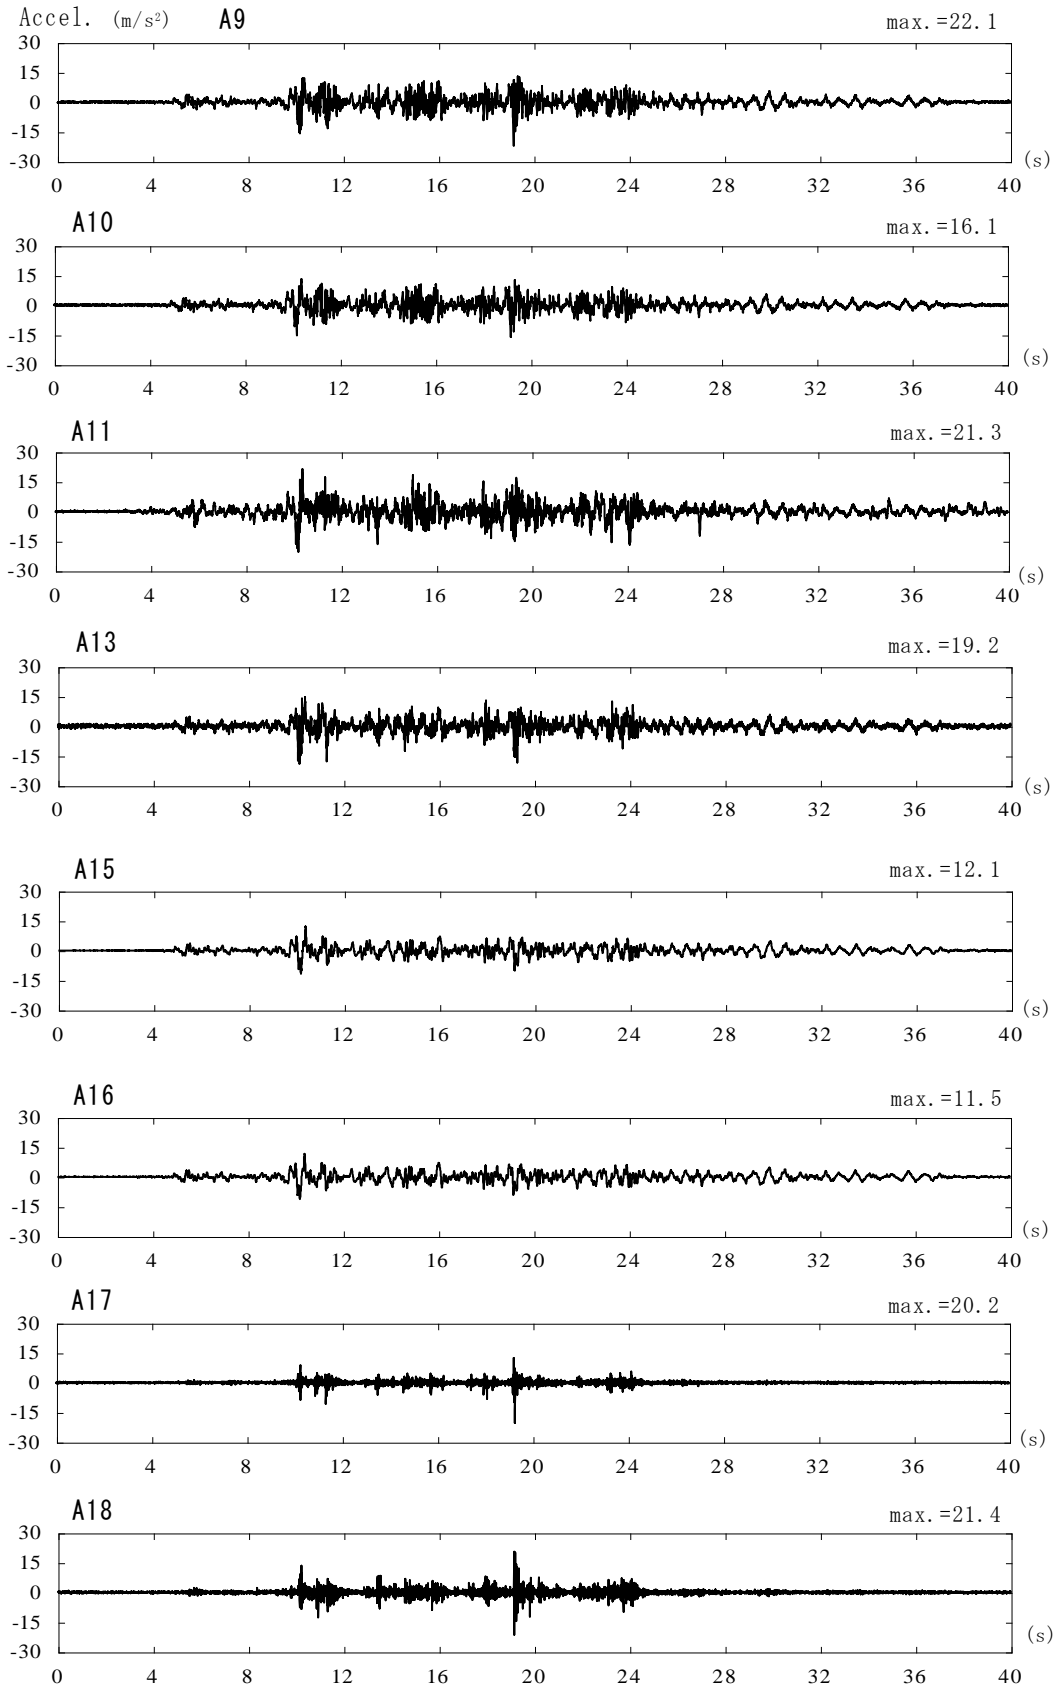 Accel. (m/s²) A9 max.=22.1
30
15
0
-15
-30
(s)
0 4 8 12 16 20 24 28 32 36 40
A10 max.=16.1
30
15
0
-15
-30
(s)
0 4 8 12 16 20 24 28 32 36 40
A11 max.=21.3
30
15
0
-15
-30
(s)
0 4 8 12 16 20 24 28 32 36 40
A13 max.=19.2
30
15
0
-15
-30
(s)
0 4 8 12 16 20 24 28 32 36 40
A15 max.=12.1
30
15
0
-15
-30
(s)
0 4 8 12 16 20 24 28 32 36 40
A16 max.=11.5
30
15
0
-15
-30
(s)
0 4 8 12 16 20 24 28 32 36 40
A17 max.=20.2
30
15
0
-15
-30
(s)
0 4 8 12 16 20 24 28 32 36 40
A18 max.=21.4
30
15
0
-15
-30
(s)
0 4 8 12 16 20 24 28 32 36 40